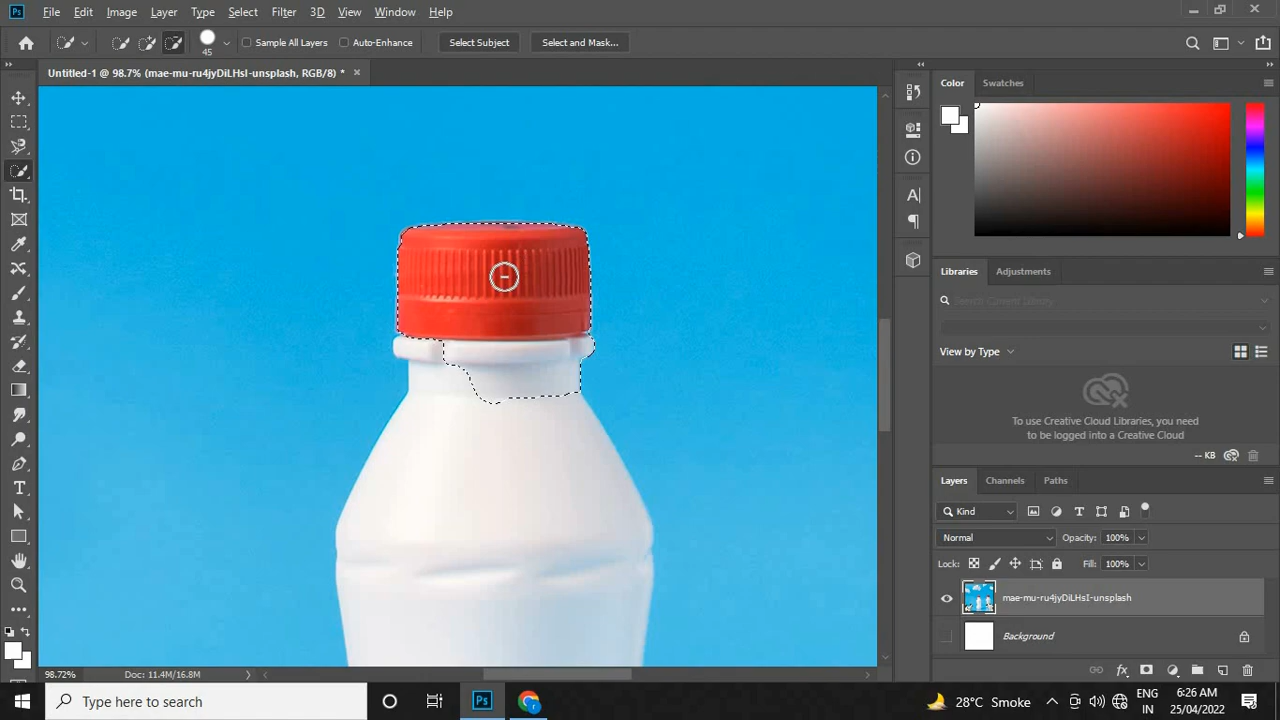 Ps File Edit Image Layer Type Select Filter 3D View Window Help
45 Sample All Layers Auto-Enhance Select Subject Select and Mask...
Untitled-1 @ 98.7% (mae-mu-ru4jyDiLHsI-unsplash, RGB/8) *
Color Swatches
Libraries Adjustments
Search Current Library
View by Type
To use Creative Cloud Libraries, you need
to be logged into a Creative Cloud
-- KB
Layers Channels Paths
Kind
Normal Opacity: 100%
Lock: Fill: 100%
mae-mu-ru4jyDiLHsI-unsplash
Background
98.72% Doc: 11.4M/16.8M
Type here to search
Ps
28°C Smoke
ENG
IN
6:26 AM
25/04/2022